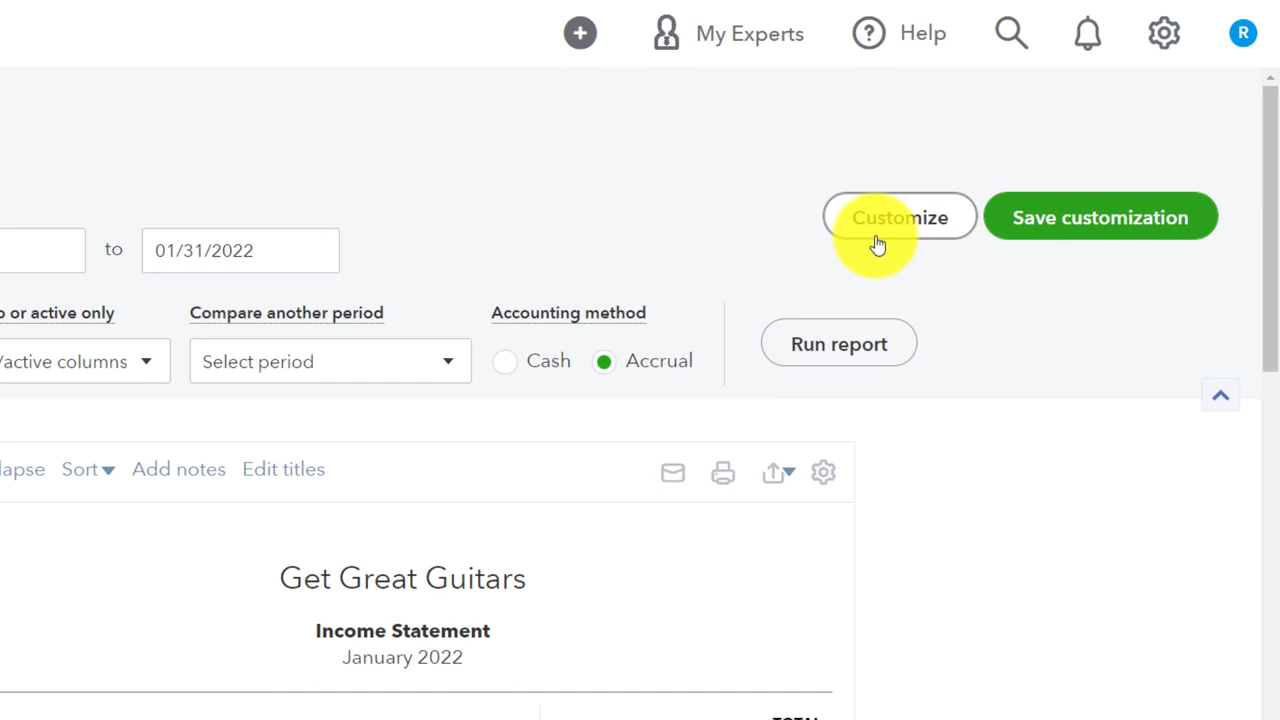 My Experts
Help
R
Customize
Save customization
to
01/31/2022
or active only
Compare another period
Accounting method
/active columns
Select period
Cash
Accrual
Run report
lapse
Sort
Add notes
Edit titles
Get Great Guitars
Income Statement
January 2022
TOTAL